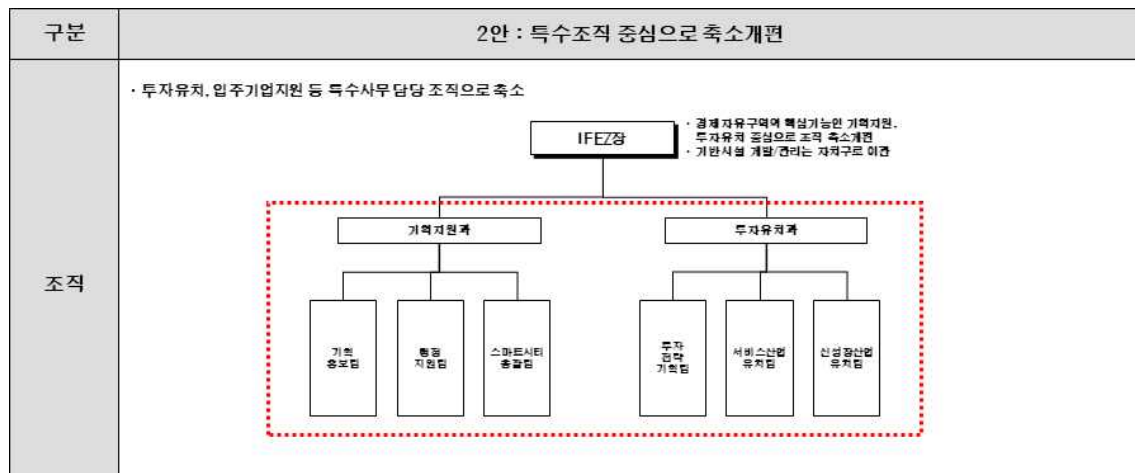 구분
2안 : 특수조직 중심으로 축소개편
조직
· 투자유치, 입주기업지원 등 특수사무 담당 조직으로 축소
IFEZ장
· 경제자유구역의 핵심기능인 기획지원,
투자유치 중심으로 조직 축소개편
· 기반시설 개발/관리는 자치구로 이관
기획지원과
투자유치과
기획
홍보팀
행정
지원팀
스마트시티
총괄팀
투자
전략
기획팀
서비스산업
유치팀
신성장산업
유치팀